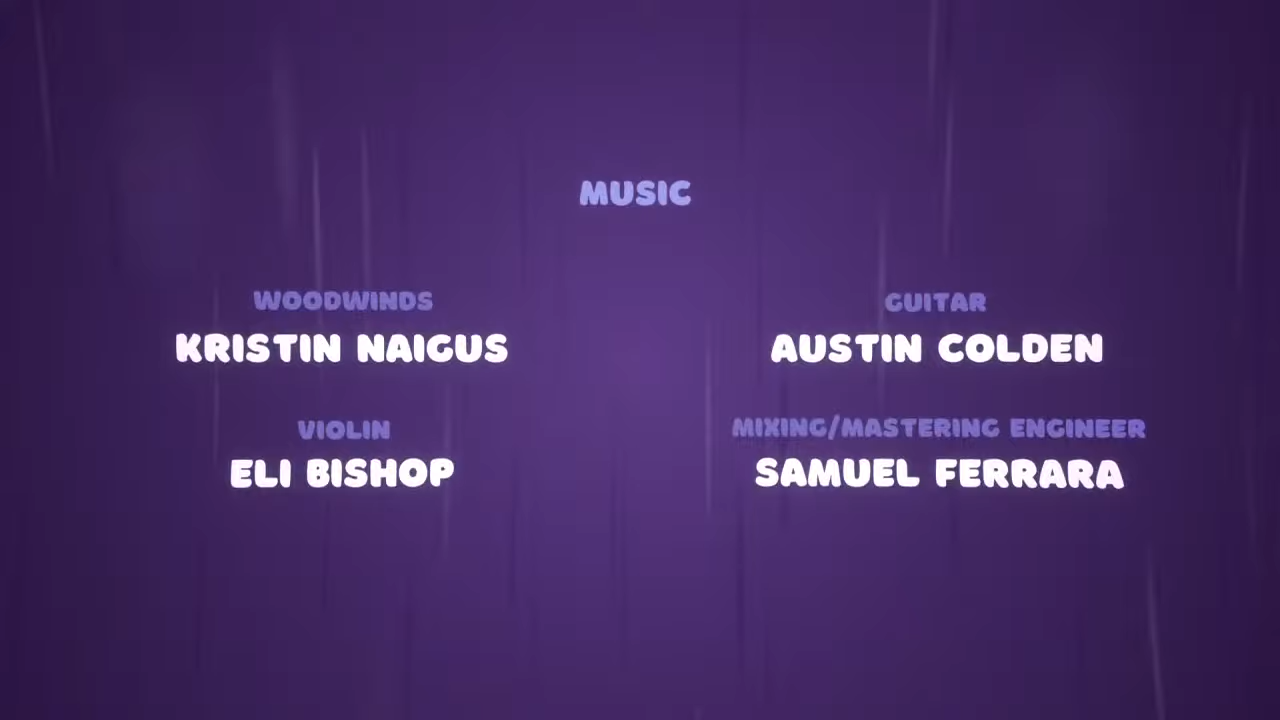 MUSIC
WOODWINDS
KRISTIN NAIGUS
GUITAR
AUSTIN COLDEN
VIOLIN
ELI BISHOP
MIXING/MASTERING ENGINEER
SAMUEL FERRARA